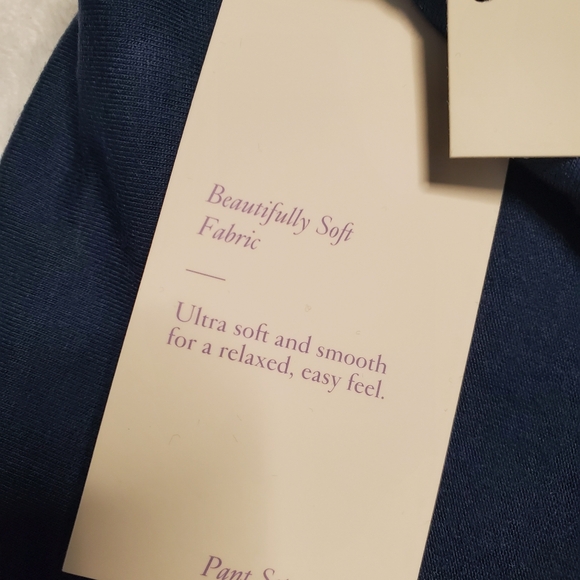 Beautifully Soft
Fabric
Ultra soft and smooth
for a relaxed, easy feel.
Pant